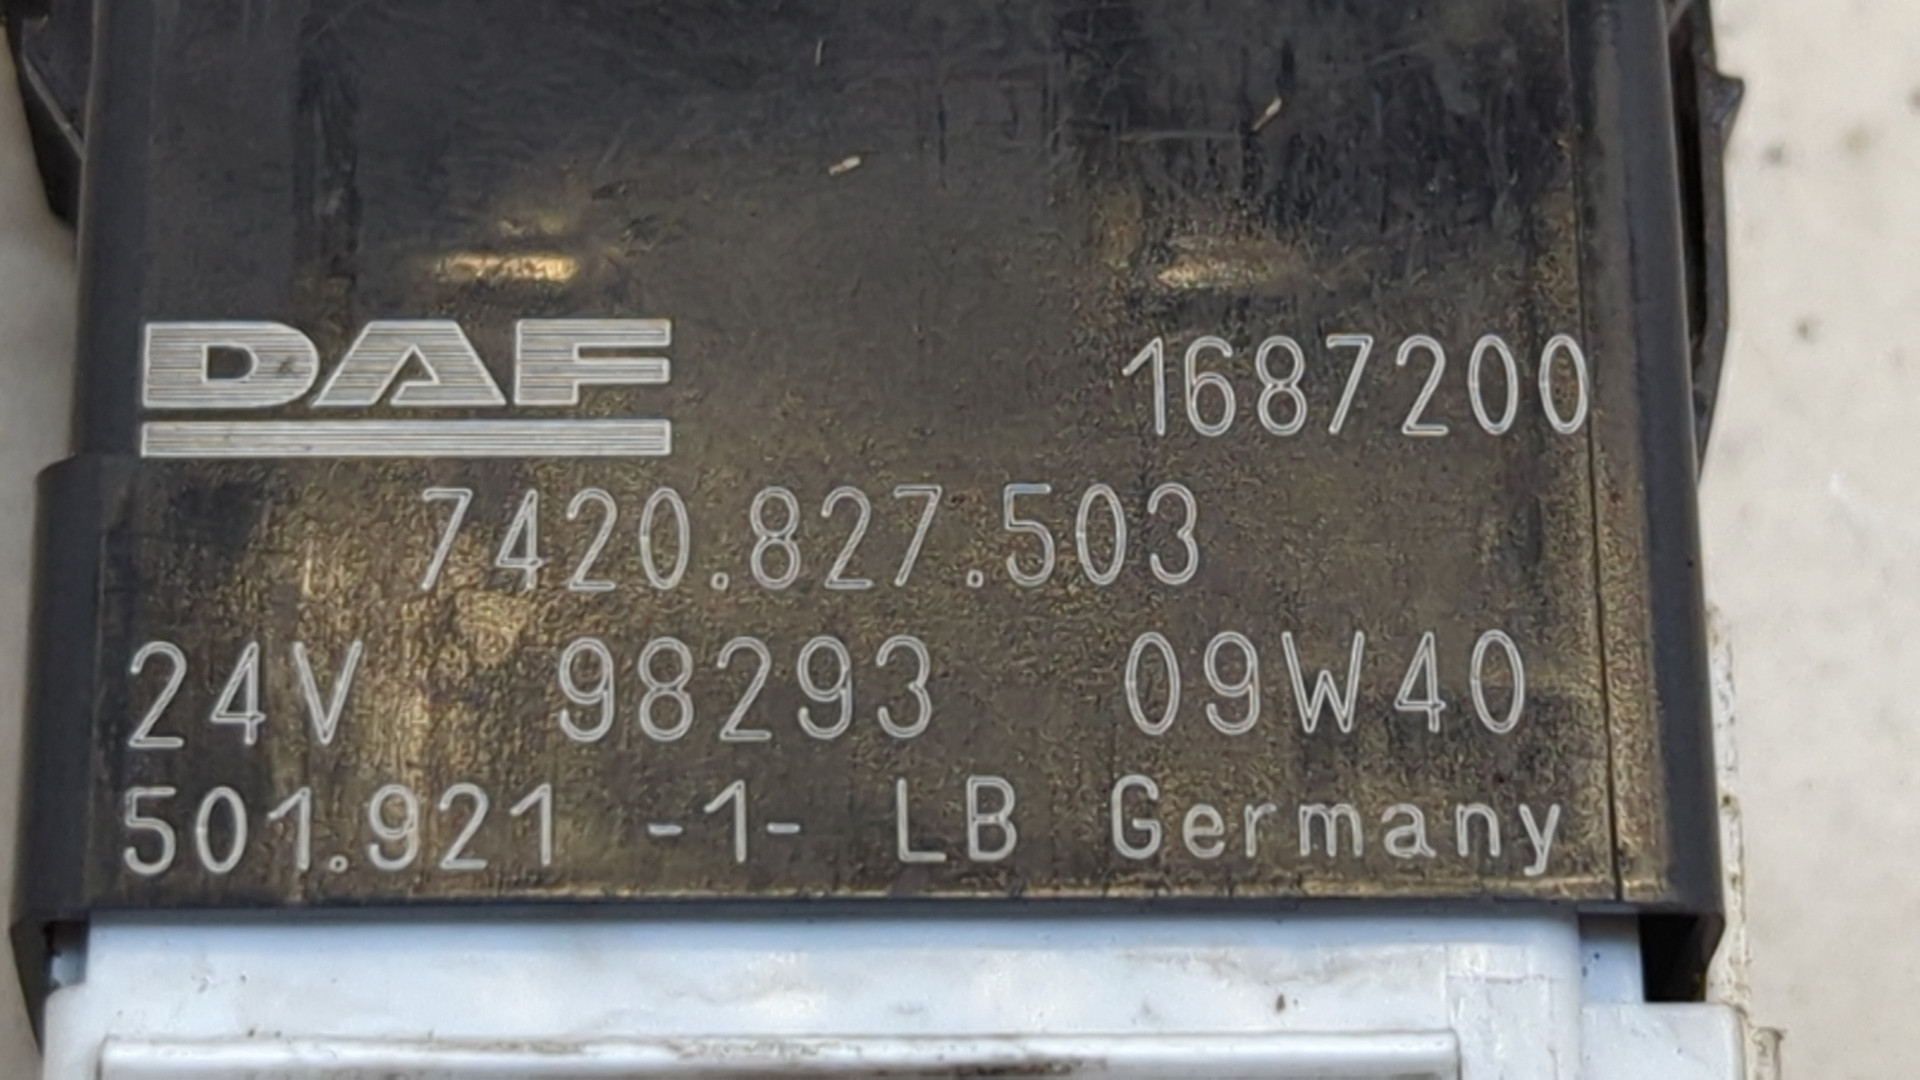 DAF 1687200
7420.827.503
24V 98293 09W40
501.921 -1- LB Germany